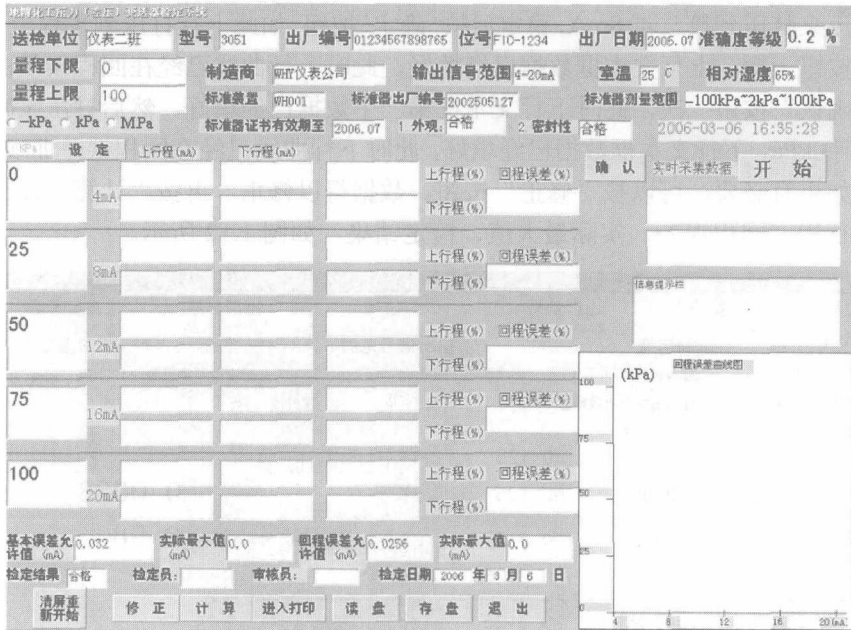 送检单位 仪表二班 型号 3051 出厂编号 01234567898765 位号 FIC-1234 出厂日期 2005.07 准确度等级 0.2 %
量程下限 0 制造商 WHY仪表公司 输出信号范围 4-20mA 室温 25 C 相对湿度 65%
量程上限 100 标准装置 WH001 标准器出厂编号 2002505127 标准器测量范围 -100kPa~2kPa~100kPa
-kPa kPa MPa 标准器证书有效期至 2006.07 1.外观: 合格 2.密封性 合格 2006-03-06 16:35:28
kPa 设 定 上行程(mA) 下行程(mA) 确 认 实时采集数据 开 始
0 4mA 上行程(%) 回程误差(%)
下行程(%)
25 8mA 上行程(%) 回程误差(%)
下行程(%)
信息提示栏
50 12mA 上行程(%) 回程误差(%)
下行程(%)
75 16mA 上行程(%) 回程误差(%)
下行程(%)
100 20mA 上行程(%) 回程误差(%)
下行程(%)
回程误差曲线图
(kPa)
100
75
50
25
0
4 8 12 16 20(mA)
基本误差允许值 (mA) 0.032 实际最大值 (mA) 0.0 回程误差允许值 (mA) 0.0256 实际最大值 (mA) 0.0
检定结果 合格 检定员: 审核员: 检定日期 2006 年 3 月 6 日
清屏重新开始 修 正 计 算 进入打印 读 盘 存 盘 退 出